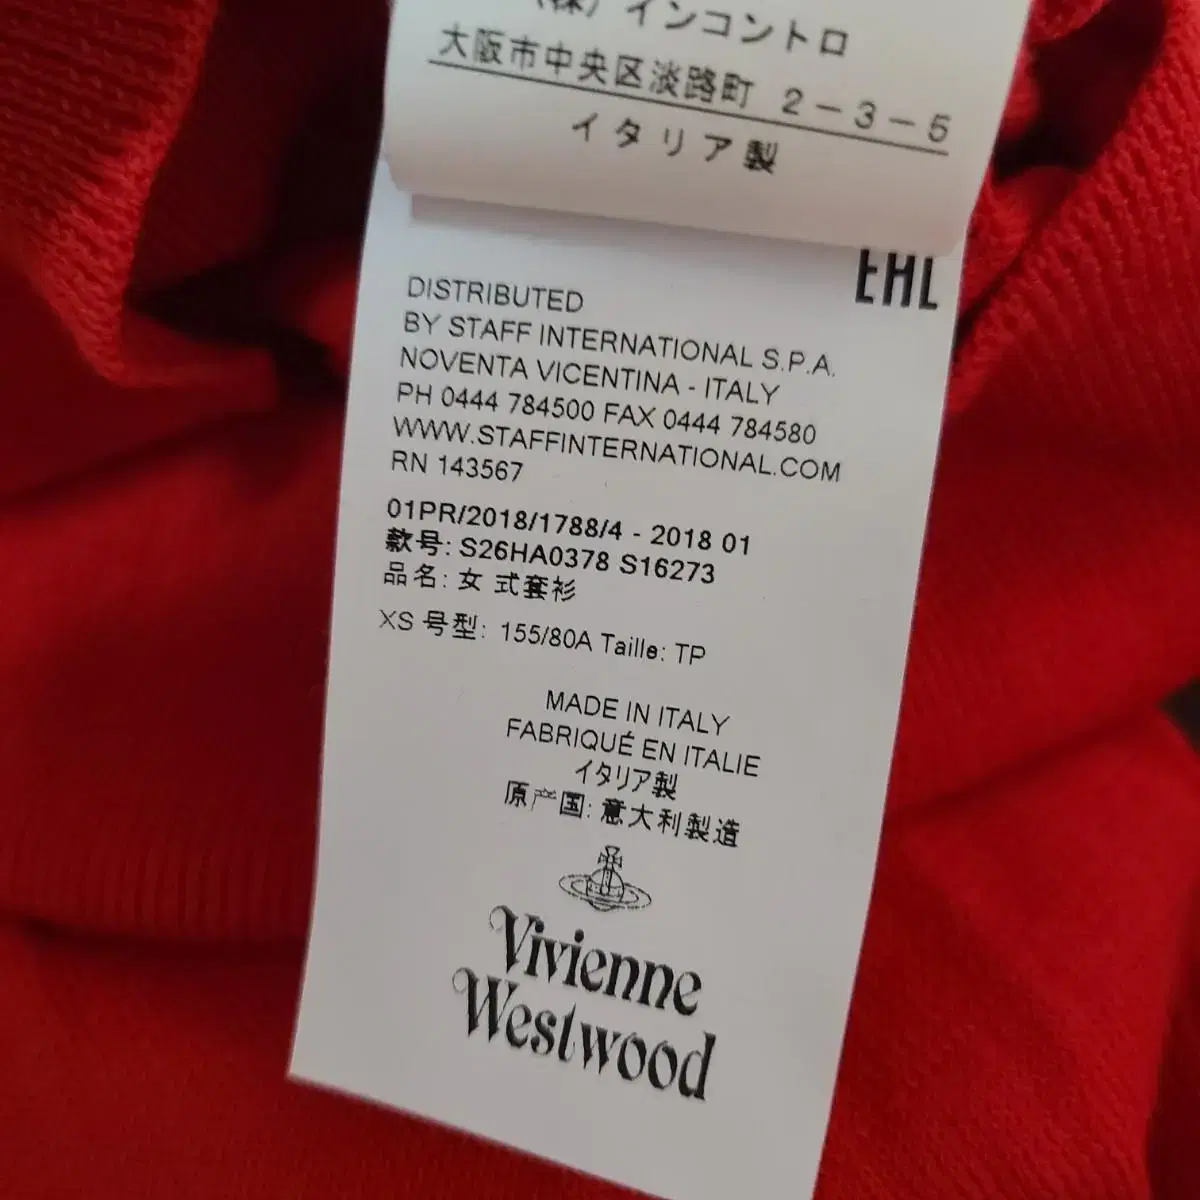 (株) インコントロ
大阪市中央区淡路町 2-3-5
イタリア製
EAC
DISTRIBUTED
BY STAFF INTERNATIONAL S.P.A.
NOVENTA VICENTINA - ITALY
PH 0444 784500 FAX 0444 784580
WWW.STAFFINTERNATIONAL.COM
RN 143567
01PR/2018/1788/4 - 2018 01
款号: S26HA0378 S16273
品名: 女 式套衫
XS 号型: 155/80A Taille: TP
MADE IN ITALY
FABRIQUÉ EN ITALIE
イタリア製
原产国: 意大利製造
Vivienne
Westwood